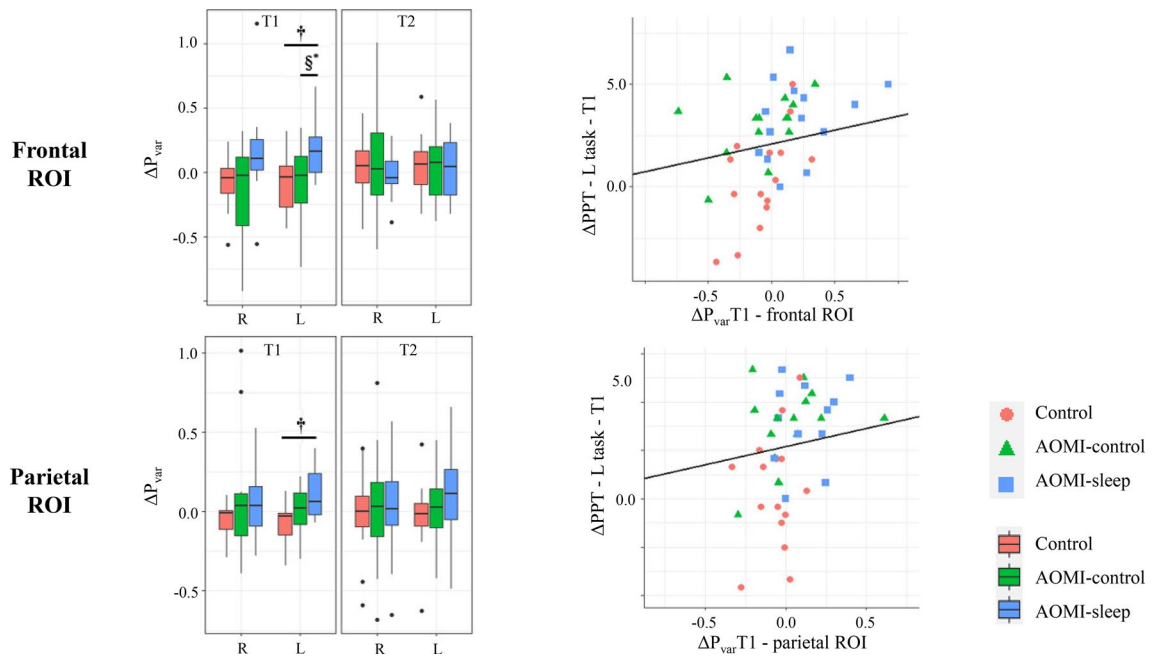 T1
T2
1.0
†
§*
0.5
Frontal
ROI
ΔPvar
0.0
-0.5
R
L
R
L
ΔPPT - L task - T1
5.0
0.0
-0.5
0.0
0.5
ΔPvarT1 - frontal ROI
T1
T2
1.0
†
0.5
Parietal
ROI
ΔPvar
0.0
-0.5
R
L
R
L
ΔPPT - L task - T1
5.0
0.0
-0.5
0.0
0.5
ΔPvarT1 - parietal ROI
Control
AOMI-control
AOMI-sleep
Control
AOMI-control
AOMI-sleep